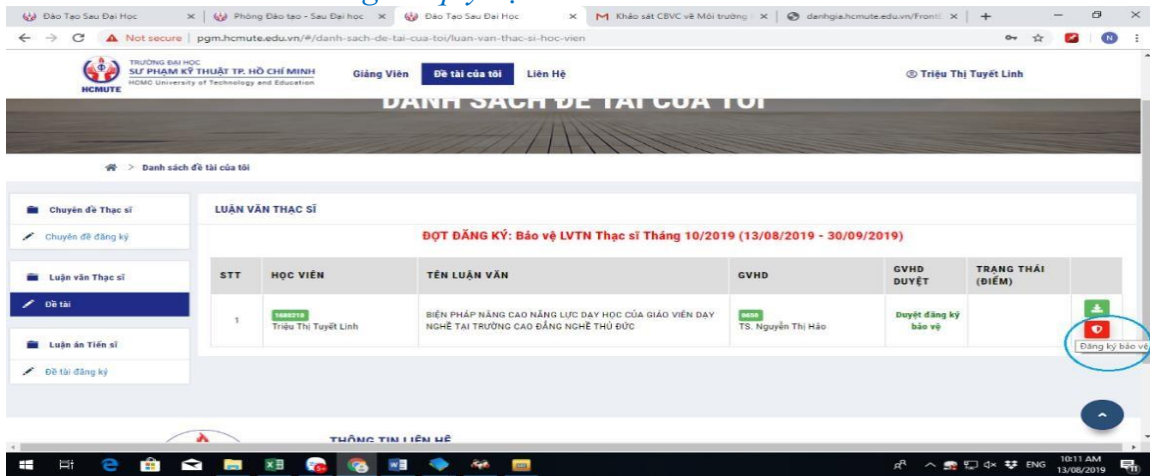 Đào Tạo Sau Đại Học
Phòng Đào tạo - Sau Đại học
Đào Tạo Sau Đại Học
Khảo sát CBVC về Môi trường
danhgia.hcmute.edu.vn/Front
Not secure
pgm.hcmute.edu.vn/#/danh-sach-de-tai-cua-toi/luan-van-thac-si-hoc-vien
N
TRƯỜNG ĐẠI HỌC
SƯ PHẠM KỸ THUẬT TP. HỒ CHÍ MINH
HCMC University of Technology and Education
HCMUTE
Giảng Viên
Đề tài của tôi
Liên Hệ
Triệu Thị Tuyết Linh
DANH SÁCH ĐỀ TÀI CỦA TÔI
> Danh sách đề tài của tôi
Chuyên đề Thạc sĩ
Chuyên đề đăng ký
Luận văn Thạc sĩ
Đề tài
Luận án Tiến sĩ
Đề tài đăng ký
LUẬN VĂN THẠC SĨ
ĐỢT ĐĂNG KÝ: Bảo vệ LVTN Thạc sĩ Tháng 10/2019 (13/08/2019 - 30/09/2019)
STT HỌC VIÊN TÊN LUẬN VĂN GVHD GVHD DUYỆT TRẠNG THÁI (ĐIỂM)
1
Triệu Thị Tuyết Linh
BIỆN PHÁP NÂNG CAO NĂNG LỰC DẠY HỌC CỦA GIÁO VIÊN DẠY
NGHỀ TẠI TRƯỜNG CAO ĐẲNG NGHỀ THỦ ĐỨC
TS. Nguyễn Thị Hảo
Duyệt đăng ký
bảo vệ
Đăng ký bảo vệ
THÔNG TIN LIÊN HỆ
ENG
10:11 AM
13/08/2019